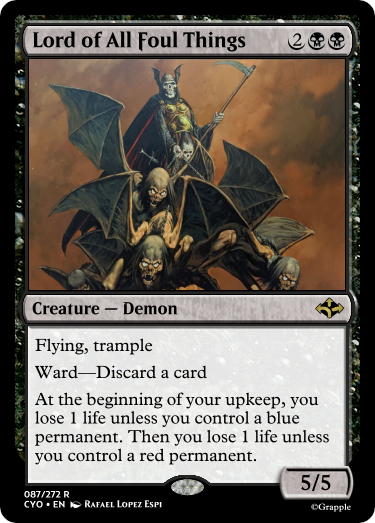 Lord of All Foul Things 2
Creature — Demon
Flying, trample
Ward—Discard a card
At the beginning of your upkeep, you
lose 1 life unless you control a blue
permanent. Then you lose 1 life unless
you control a red permanent.
5/5
087/272 R
CYO • EN Rafael Lopez Espi
©Grapple